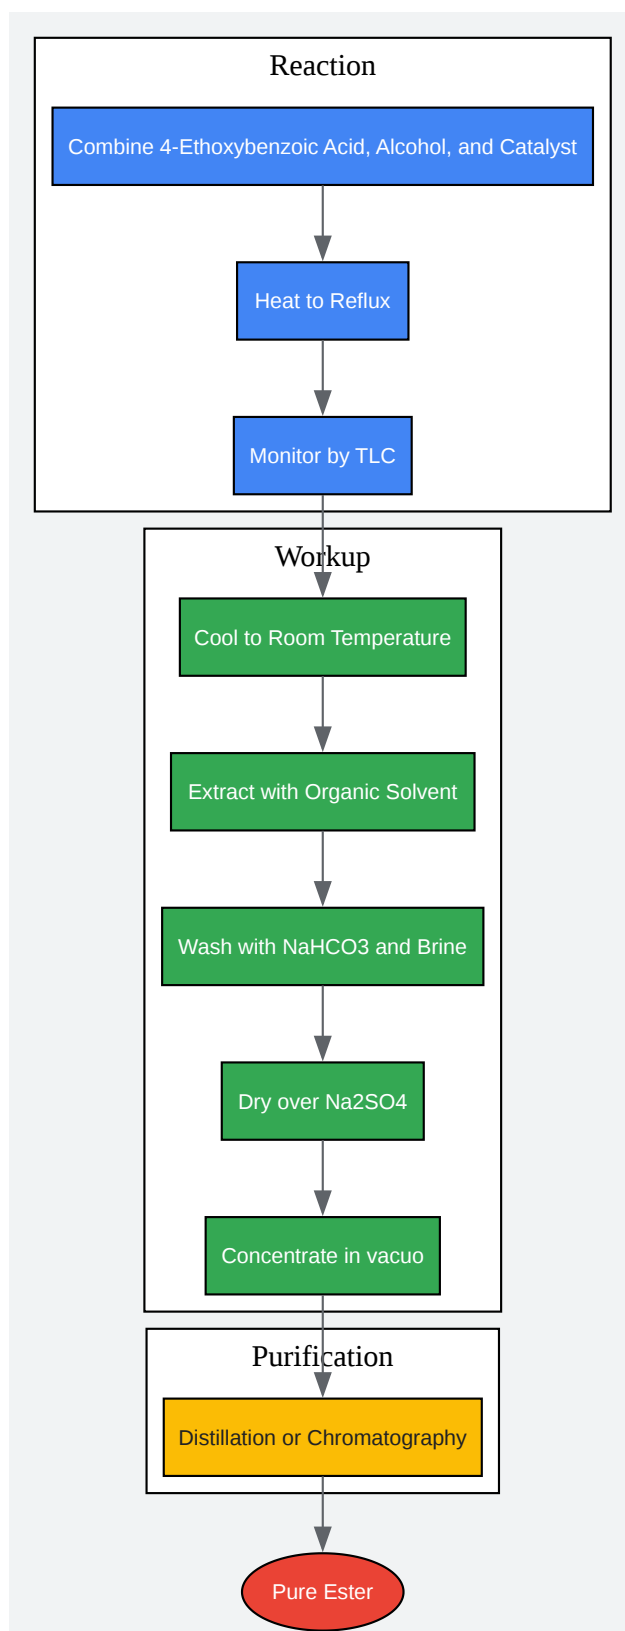 Reaction
Combine 4-Ethoxybenzoic Acid, Alcohol, and Catalyst
Heat to Reflux
Monitor by TLC
Workup
Cool to Room Temperature
Extract with Organic Solvent
Wash with NaHCO3 and Brine
Dry over Na2SO4
Concentrate in vacuo
Purification
Distillation or Chromatography
Pure Ester